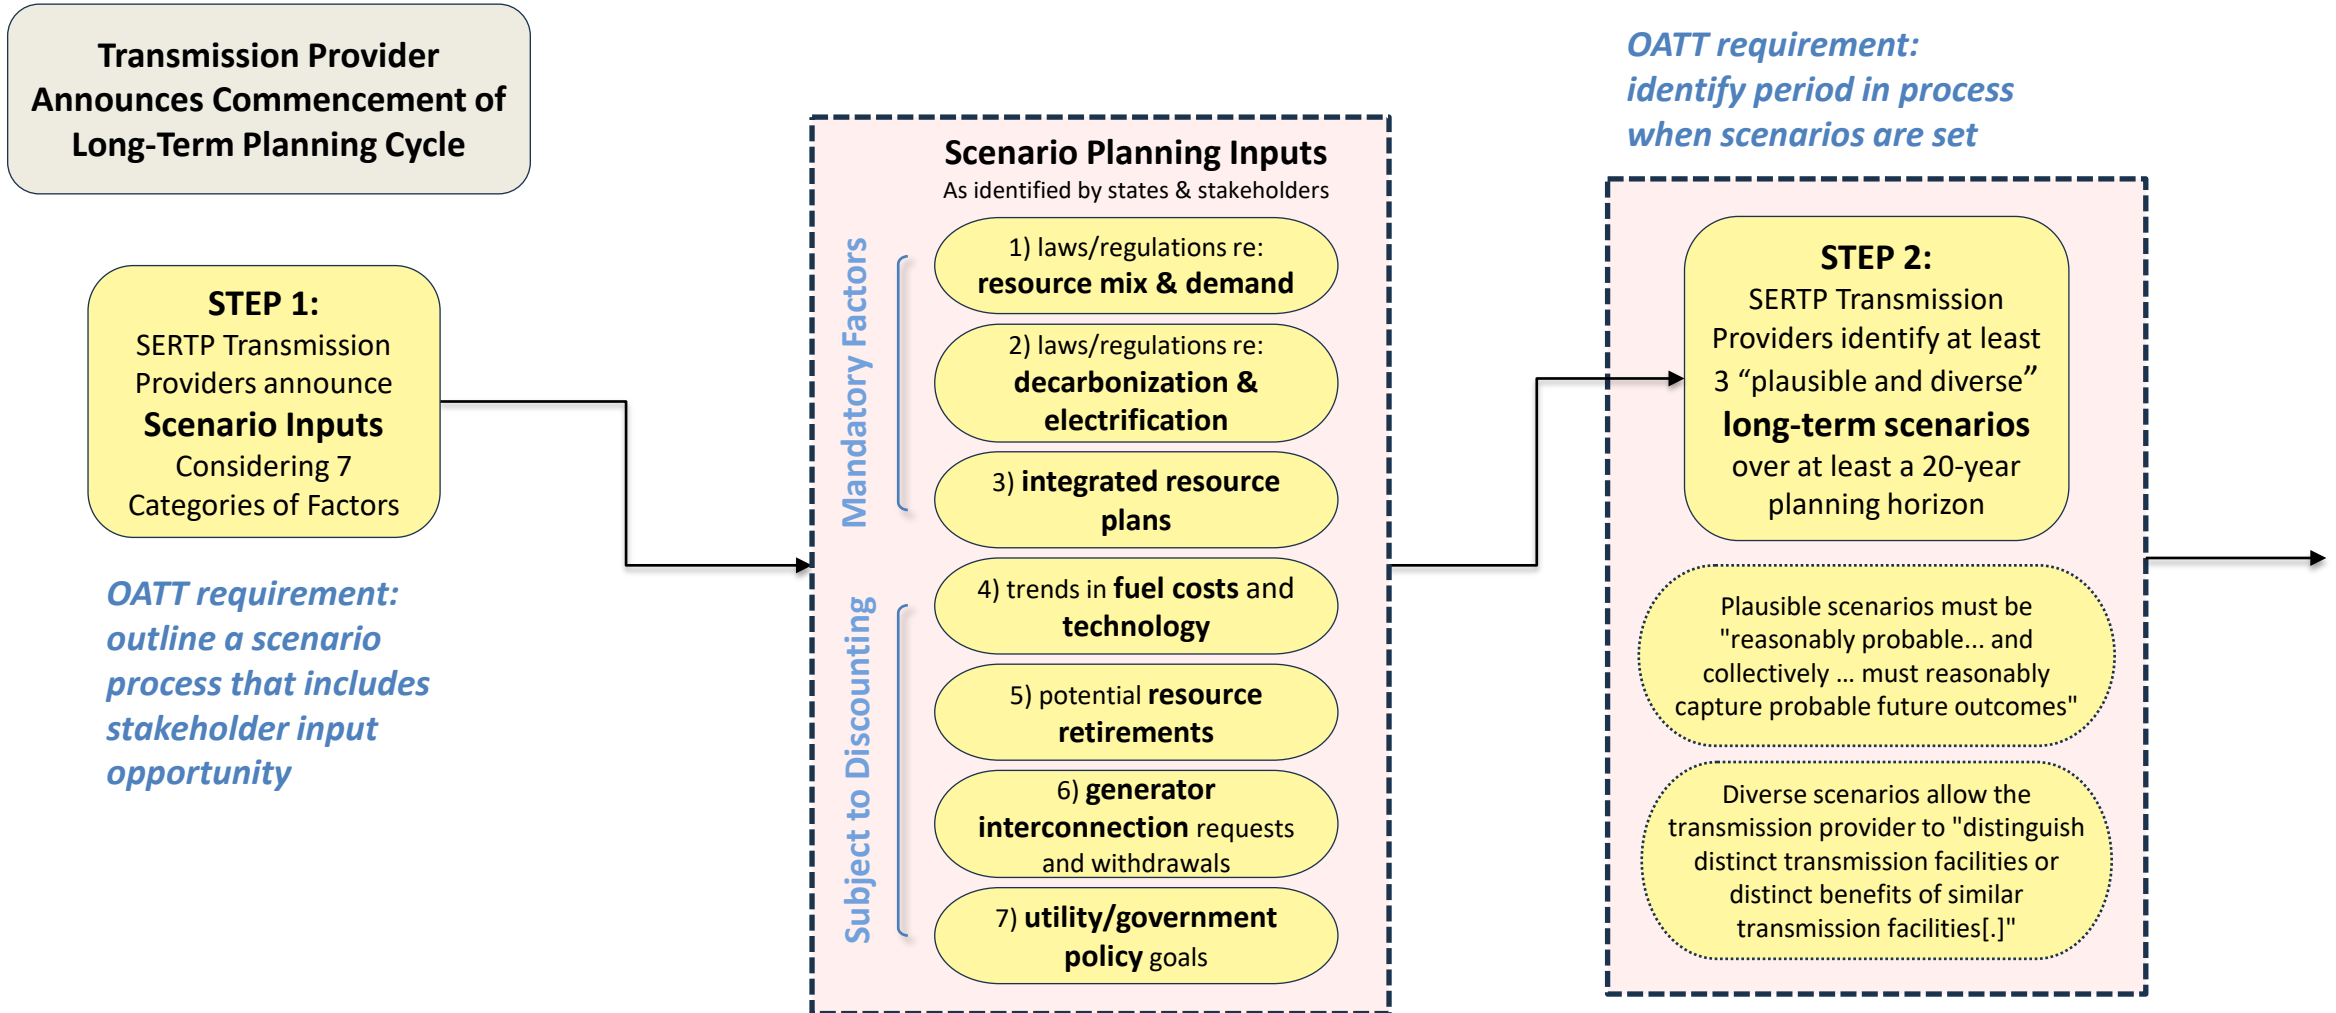 Transmission Provider
Announces Commencement of
Long-Term Planning Cycle
STEP 1:
SERTP Transmission
Providers announce
Scenario Inputs
Considering 7
Categories of Factors
OATT requirement:
outline a scenario
process that includes
stakeholder input
opportunity
Scenario Planning Inputs
As identified by states & stakeholders
Mandatory Factors
1) laws/regulations re:
resource mix & demand
2) laws/regulations re:
decarbonization &
electrification
3) integrated resource
plans
Subject to Discounting
4) trends in fuel costs and
technology
5) potential resource
retirements
6) generator
interconnection requests
and withdrawals
7) utility/government
policy goals
OATT requirement:
identify period in process
when scenarios are set
STEP 2:
SERTP Transmission
Providers identify at least
3 “plausible and diverse”
long-term scenarios
over at least a 20-year
planning horizon
Plausible scenarios must be
"reasonably probable... and
collectively ... must reasonably
capture probable future outcomes"
Diverse scenarios allow the
transmission provider to "distinguish
distinct transmission facilities or
distinct benefits of similar
transmission facilities[.]"